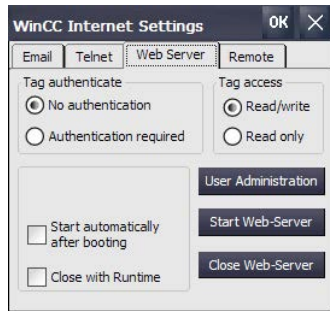 WinCC Internet Settings OK
Email Telnet Web Server Remote
Tag authenticate
No authentication
Authentication required
Tag access
Read/write
Read only
User Administration
Start automatically
after booting
Start Web-Server
Close with Runtime
Close Web-Server